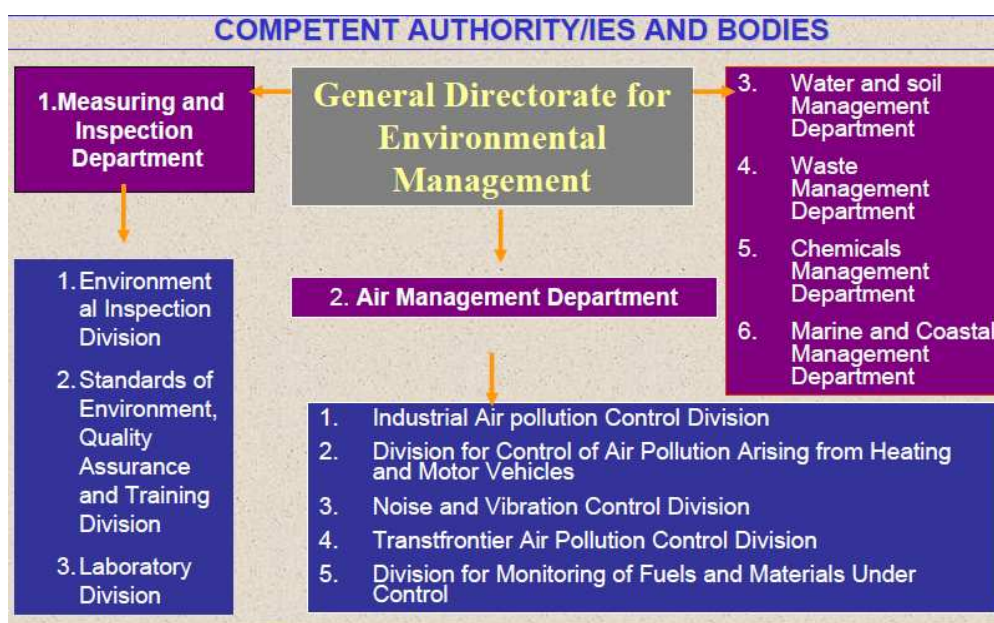 COMPETENT AUTHORITY/IES AND BODIES
1.Measuring and
Inspection
Department
General Directorate for
Environmental
Management
3. Water and soil
Management
Department
4. Waste
Management
Department
5. Chemicals
Management
Department
6. Marine and Coastal
Management
Department
1. Environment
al Inspection
Division
2. Standards of
Environment,
Quality
Assurance
and Training
Division
3. Laboratory
Division
2. Air Management Department
1. Industrial Air pollution Control Division
2. Division for Control of Air Pollution Arising from Heating
and Motor Vehicles
3. Noise and Vibration Control Division
4. Transtfrontier Air Pollution Control Division
5. Division for Monitoring of Fuels and Materials Under
Control